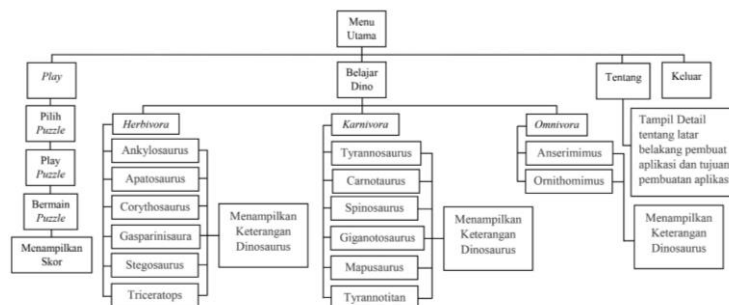 Menu
Utama
Play
Belajar
Dino
Tentang
Keluar
Pilih
Puzzle
Play
Puzzle
Bermain
Puzzle
Menampilkan
Skor
Herbivora
Ankylosaurus
Apatosaurus
Corythosaurus
Gasparinisaura
Stegosaurus
Triceratops
Menampilkan
Keterangan
Dinosaurus
Karnivora
Tyrannosaurus
Carnotaurus
Spinosaurus
Giganotosaurus
Mapusaurus
Tyrannotitan
Menampilkan
Keterangan
Dinosaurus
Omnivora
Anserimimus
Ornithomimus
Tampil Detail
tentang latar
belakang pembuat
aplikasi dan tujuan
pembuatan aplikasi
Menampilkan
Keterangan
Dinosaurus